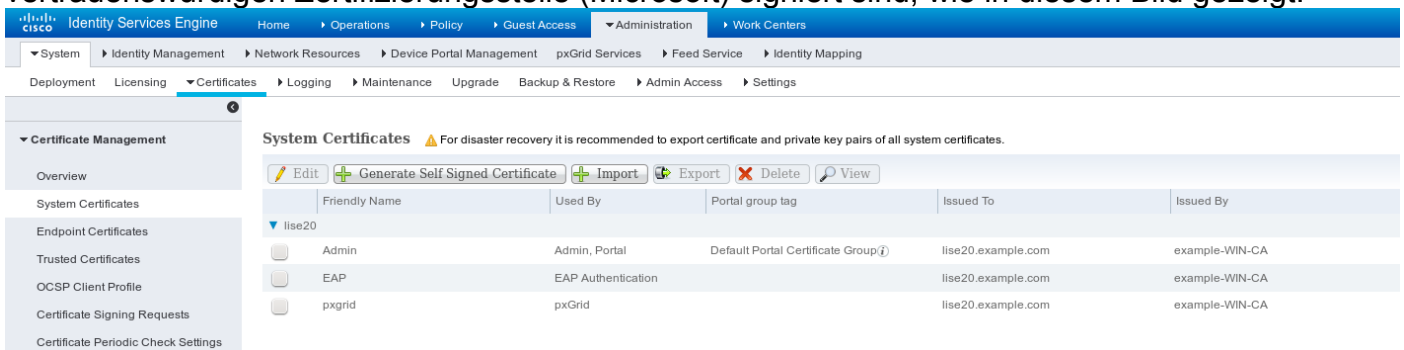 vertrauenswürdigen Zertifizierungsstelle (Microsoft) signiert sind, wie in diesem Bild gezeigt.
cisco Identity Services Engine Home Operations Policy Guest Access Administration Work Centers
System Identity Management Network Resources Device Portal Management pxGrid Services Feed Service Identity Mapping
Deployment Licensing Certificates Logging Maintenance Upgrade Backup & Restore Admin Access Settings
Certificate Management
Overview
System Certificates
Endpoint Certificates
Trusted Certificates
OCSP Client Profile
Certificate Signing Requests
Certificate Periodic Check Settings
System Certificates For disaster recovery it is recommended to export certificate and private key pairs of all system certificates.
Edit Generate Self Signed Certificate Import Export Delete View
Friendly Name Used By Portal group tag Issued To Issued By
lise20
Admin Admin, Portal Default Portal Certificate Group lise20.example.com example-WIN-CA
EAP EAP Authentication lise20.example.com example-WIN-CA
pxgrid pxGrid lise20.example.com example-WIN-CA